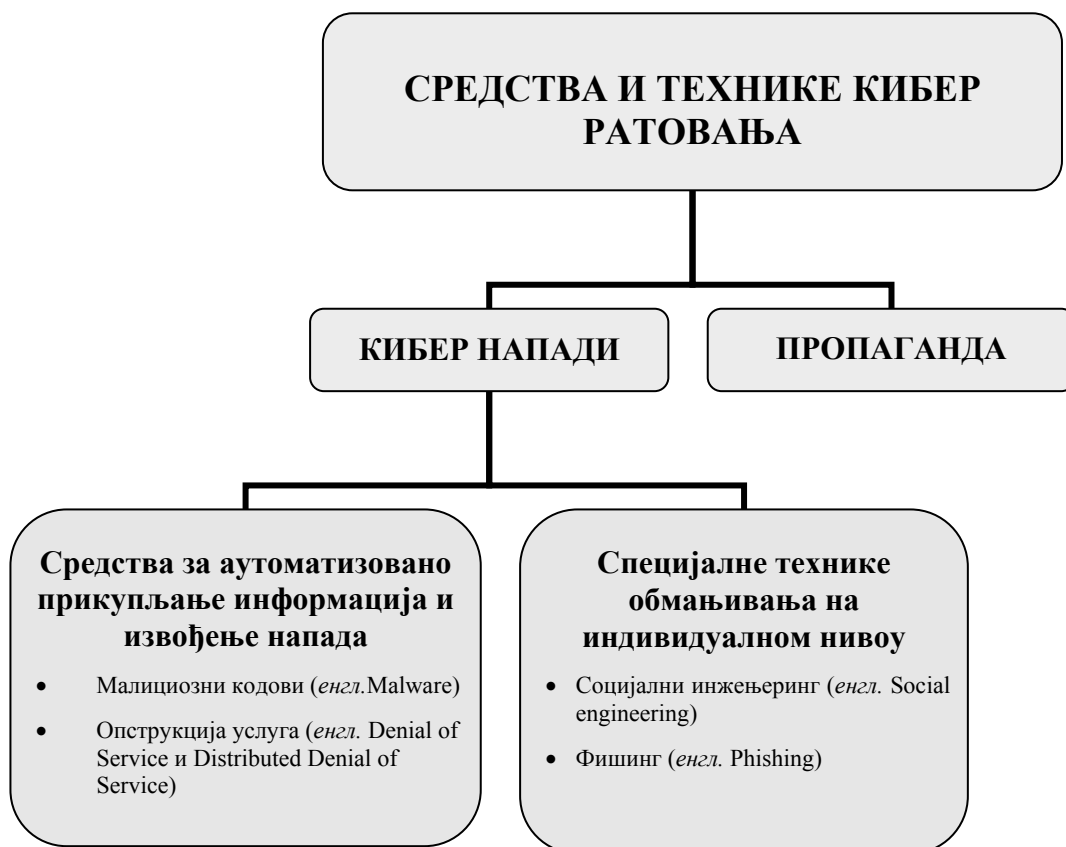 СРЕДСТВА И ТЕХНИКЕ КИБЕР
РАТОВАЊА
КИБЕР НАПАДИ
ПРОПАГАНДА
Средства за аутоматизовано
прикупљање информација и
извођење напада
• Малициозни кодови (енгл.Malware)
• Опструкција услуга (енгл. Denial of
Service и Distributed Denial of
Service)
Специјалне технике
обмањивања на
индивидуалном нивоу
• Социјални инжењеринг (енгл. Social
engineering)
• Фишинг (енгл. Phishing)